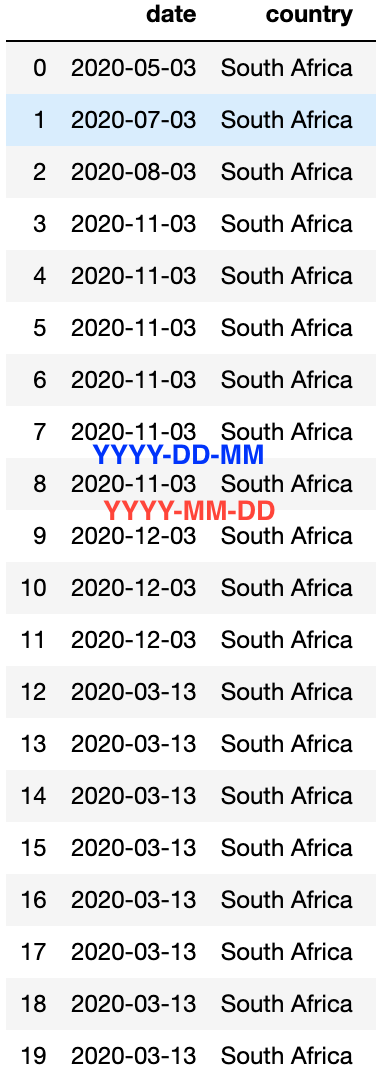 date country
0 2020-05-03 South Africa
1 2020-07-03 South Africa
2 2020-08-03 South Africa
3 2020-11-03 South Africa
4 2020-11-03 South Africa
5 2020-11-03 South Africa
6 2020-11-03 South Africa
7 2020-11-03 South Africa
YYYY-DD-MM
8 2020-11-03 South Africa
YYYY-MM-DD
9 2020-12-03 South Africa
10 2020-12-03 South Africa
11 2020-12-03 South Africa
12 2020-03-13 South Africa
13 2020-03-13 South Africa
14 2020-03-13 South Africa
15 2020-03-13 South Africa
16 2020-03-13 South Africa
17 2020-03-13 South Africa
18 2020-03-13 South Africa
19 2020-03-13 South Africa